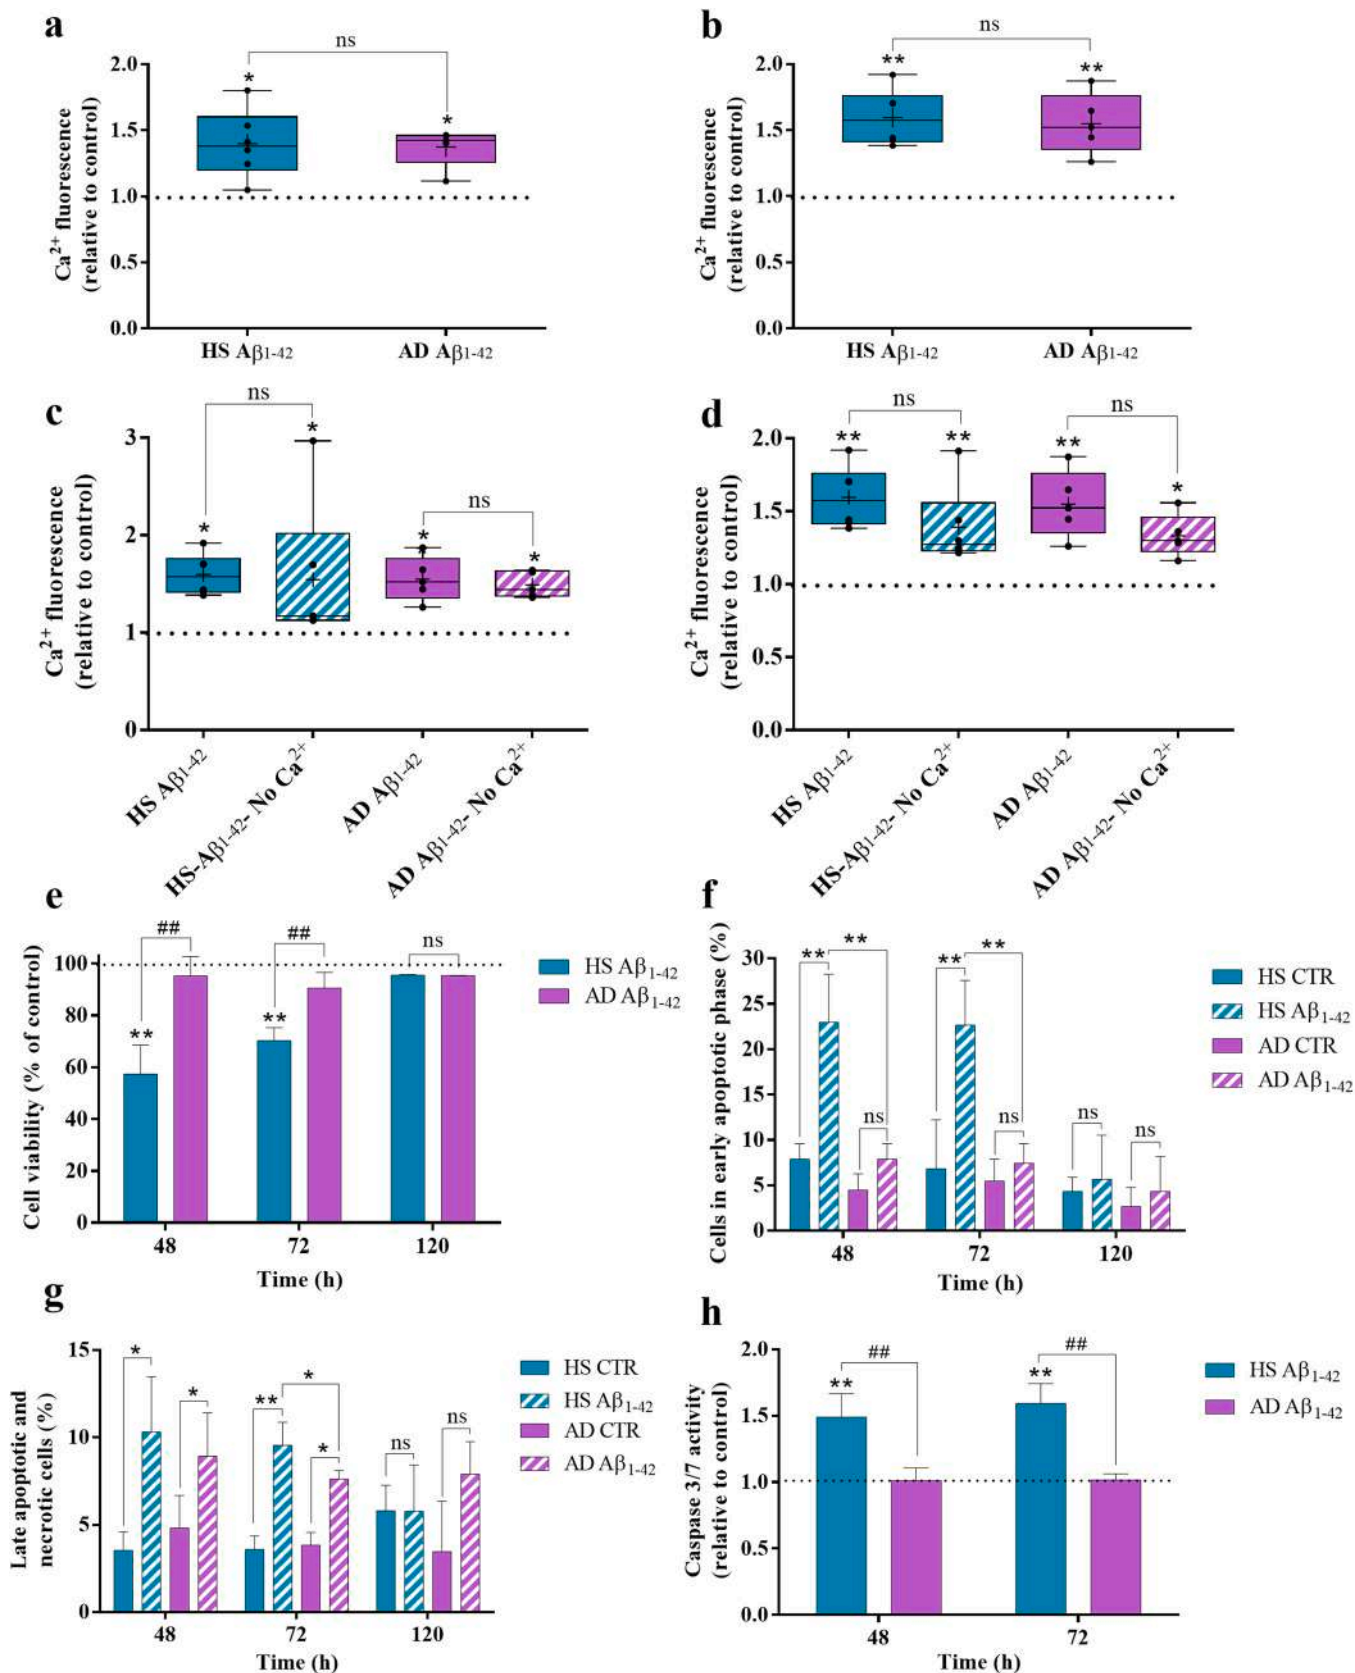 a
ns
2.0
1.5
1.0
0.5
0.0
*
*
Ca²⁺ fluorescence
(relative to control)
HS Aβ₁₋₄₂
AD Aβ₁₋₄₂
b
ns
2.0
1.5
1.0
0.5
0.0
**
**
Ca²⁺ fluorescence
(relative to control)
HS Aβ₁₋₄₂
AD Aβ₁₋₄₂
c
ns
ns
3
2
1
0
*
*
*
*
Ca²⁺ fluorescence
(relative to control)
HS Aβ₁₋₄₂
HS-Aβ₁₋₄₂- No Ca²⁺
AD Aβ₁₋₄₂
AD Aβ₁₋₄₂- No Ca²⁺
d
ns
ns
2.0
1.5
1.0
0.5
0.0
**
**
**
*
Ca²⁺ fluorescence
(relative to control)
HS Aβ₁₋₄₂
HS-Aβ₁₋₄₂- No Ca²⁺
AD Aβ₁₋₄₂
AD Aβ₁₋₄₂- No Ca²⁺
e
##
##
ns
**
**
100
80
60
40
20
0
Cell viability (% of control)
48
72
120
Time (h)
HS Aβ₁₋₄₂
AD Aβ₁₋₄₂
f
**
**
**
**
ns
ns
ns
ns
30
25
20
15
10
5
0
Cells in early apoptotic phase (%)
48
72
120
Time (h)
HS CTR
HS Aβ₁₋₄₂
AD CTR
AD Aβ₁₋₄₂
g
*
*
**
*
*
ns
ns
15
10
5
0
Late apoptotic and
necrotic cells (%)
48
72
120
Time (h)
HS CTR
HS Aβ₁₋₄₂
AD CTR
AD Aβ₁₋₄₂
h
##
##
**
**
2.0
1.5
1.0
0.5
0.0
Caspase 3/7 activity
(relative to control)
48
72
Time (h)
HS Aβ₁₋₄₂
AD Aβ₁₋₄₂